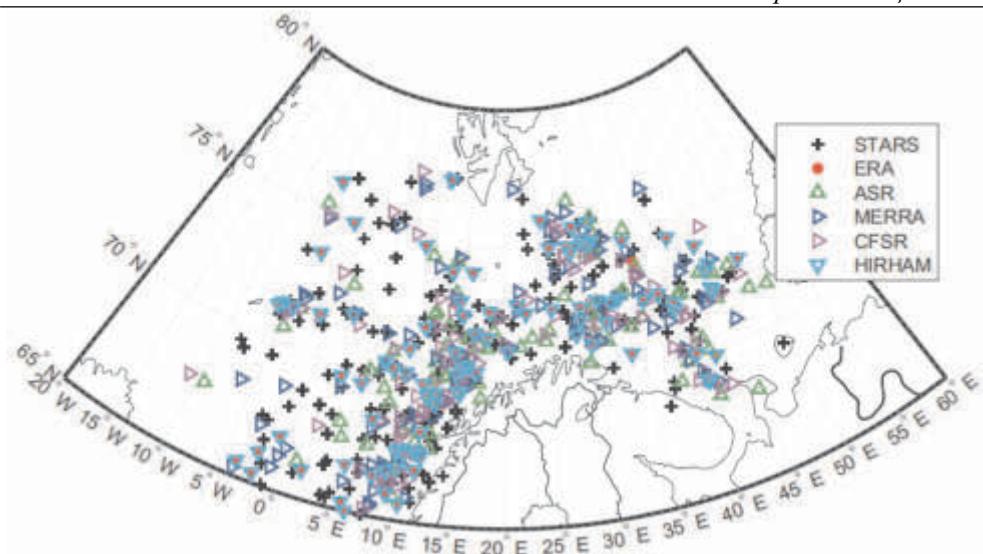 80° N
75° N
70° N
65° N
20° W
15° W
10° W
5° W
0°
5° E
10° E
15° E
20° E
25° E
30° E
35° E
40° E
45° E
50° E
55° E
60° E
STARS
ERA
ASR
MERRA
CFSR
HIRHAM